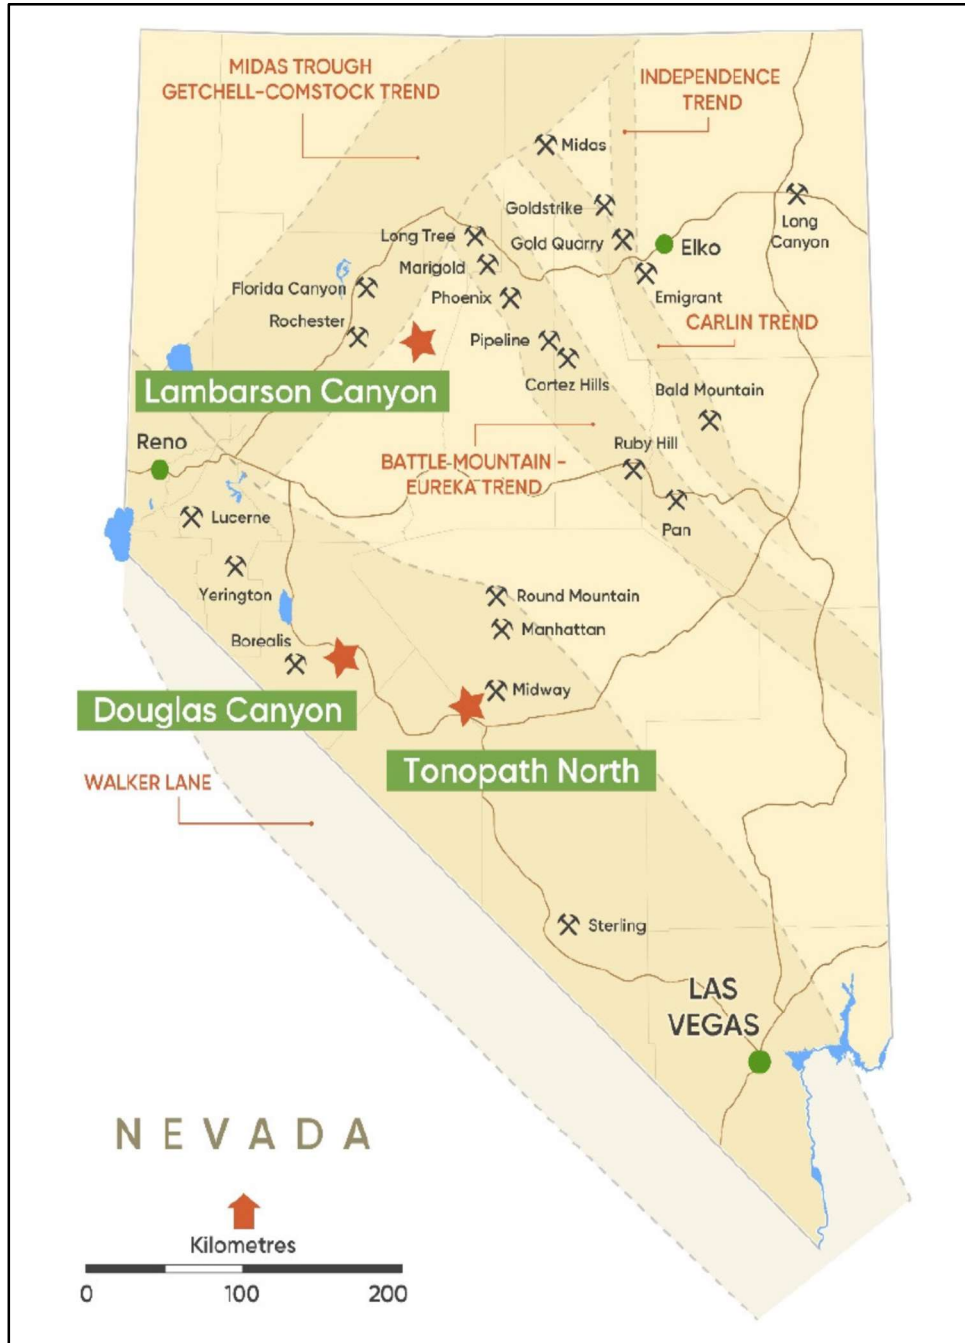 MIDAS TROUGH
GETCHELL-COMSTOCK TREND
INDEPENDENCE
TREND
Midas
Goldstrike
Long
Canyon
Long Tree
Gold Quarry
Elko
Marigold
Florida Canyon
Phoenix
Emigrant
Rochester
Pipeline
CARLIN TREND
Cortez Hills
Lambarson Canyon
Bald Mountain
Reno
Ruby Hill
BATTLE-MOUNTAIN -
EUREKA TREND
Pan
Lucerne
Yerington
Round Mountain
Manhattan
Borealis
Midway
Douglas Canyon
Tonopath North
WALKER LANE
Sterling
LAS
VEGAS
NEVADA
Kilometres
0 100 200